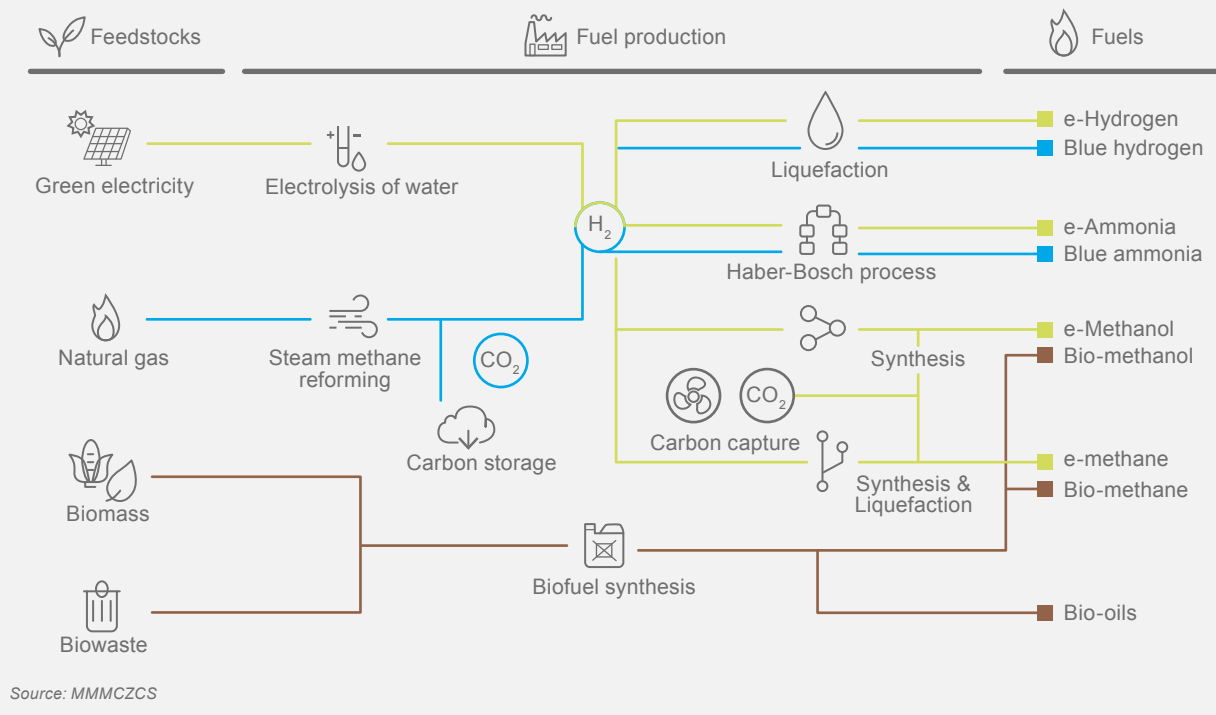 Feedstocks
Fuel production
Fuels
Green electricity
+ -
Electrolysis of water
H2
Liquefaction
e-Hydrogen
Blue hydrogen
Haber-Bosch process
e-Ammonia
Blue ammonia
Natural gas
Steam methane
reforming
CO2
Carbon storage
Synthesis
e-Methanol
Bio-methanol
CO2
Carbon capture
Synthesis &
Liquefaction
e-methane
Bio-methane
Biomass
Biofuel synthesis
Biowaste
Bio-oils
Source: MMMCZCS